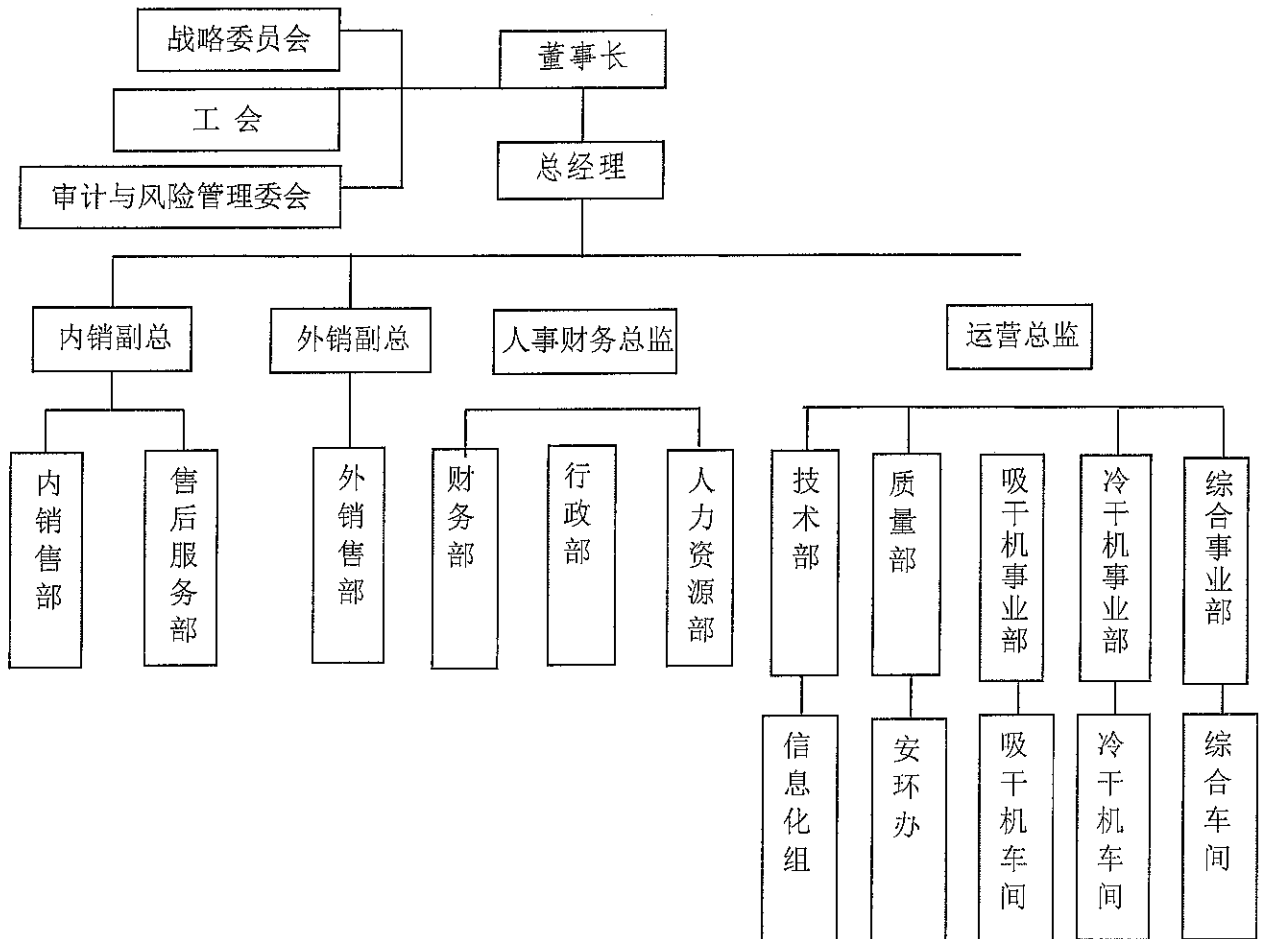 战略委员会
董事长
工 会
总经理
审计与风险管理委会
内销副总
外销副总
人事财务总监
运营总监
内销售部
售后服务部
外销售部
财务部
行政部
人力资源部
技术部
质量部
吸干机事业部
冷干机事业部
综合事业部
信息化组
安环办
吸干机车间
冷干机车间
综合车间